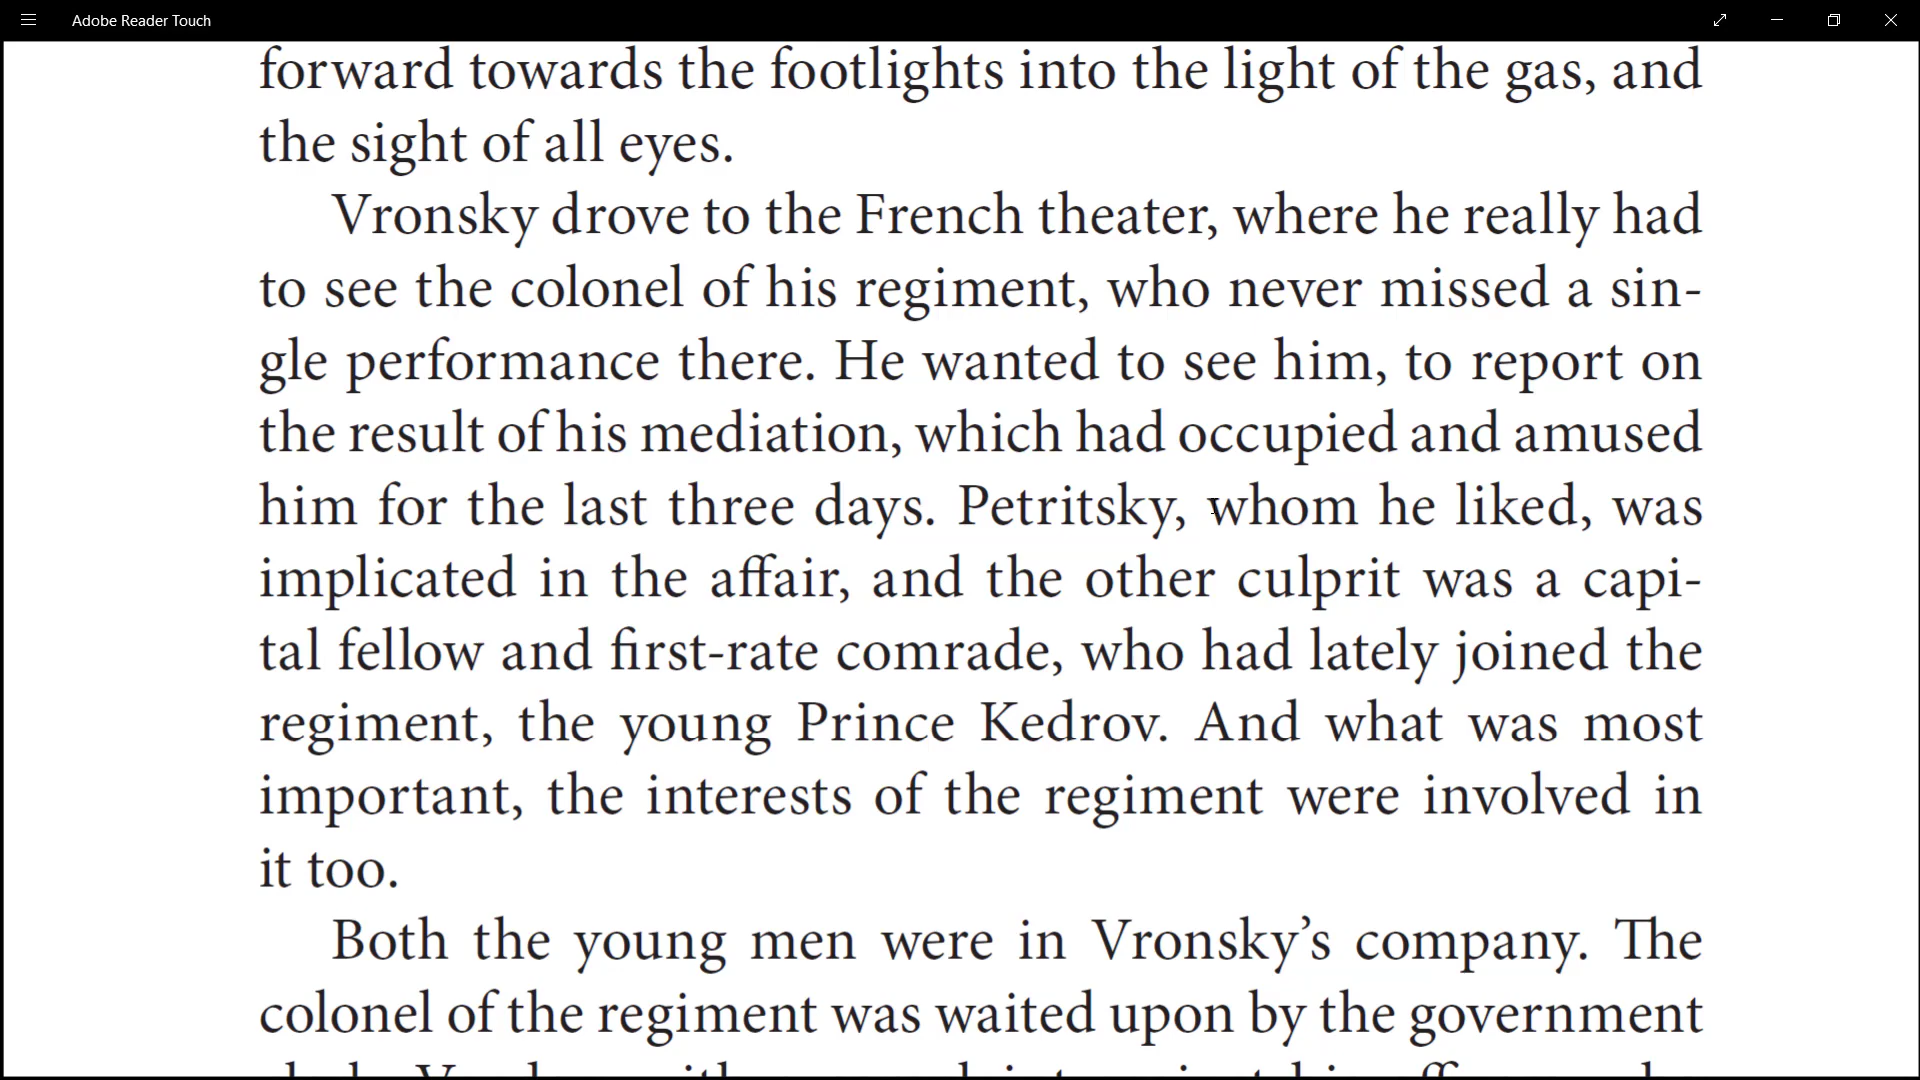 Adobe Reader Touch
forward towards the footlights into the light of the gas, and
the sight of all eyes.
Vronsky drove to the French theater, where he really had
to see the colonel of his regiment, who never missed a sin-
gle performance there. He wanted to see him, to report on
the result of his mediation, which had occupied and amused
him for the last three days. Petritsky, whom he liked, was
implicated in the affair, and the other culprit was a capi-
tal fellow and first-rate comrade, who had lately joined the
regiment, the young Prince Kedrov. And what was most
important, the interests of the regiment were involved in
it too.
Both the young men were in Vronsky’s company. The
colonel of the regiment was waited upon by the government